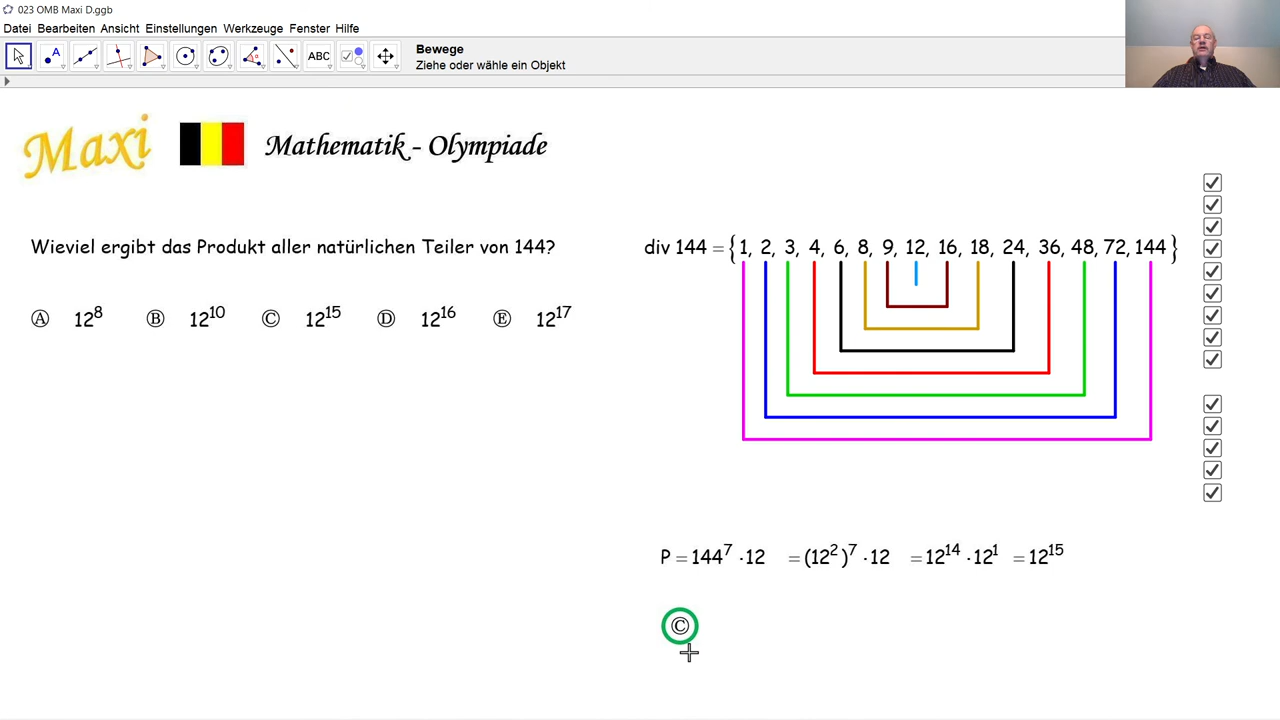 023 OMB Maxi D.ggb
Datei Bearbeiten Ansicht Einstellungen Werkzeuge Fenster Hilfe
A
ABC
Bewege
Ziehe oder wähle ein Objekt
Maxi
Mathematik - Olympiade
Wieviel ergibt das Produkt aller natürlichen Teiler von 144?
div 144 = {1, 2, 3, 4, 6, 8, 9, 12, 16, 18, 24, 36, 48, 72, 144}
Ⓐ 12⁸ Ⓑ 12¹⁰ Ⓒ 12¹⁵ Ⓓ 12¹⁶ Ⓔ 12¹⁷
P = 144⁷ · 12 = (12²)⁷ · 12 = 12¹⁴ · 12¹ = 12¹⁵
Ⓒ